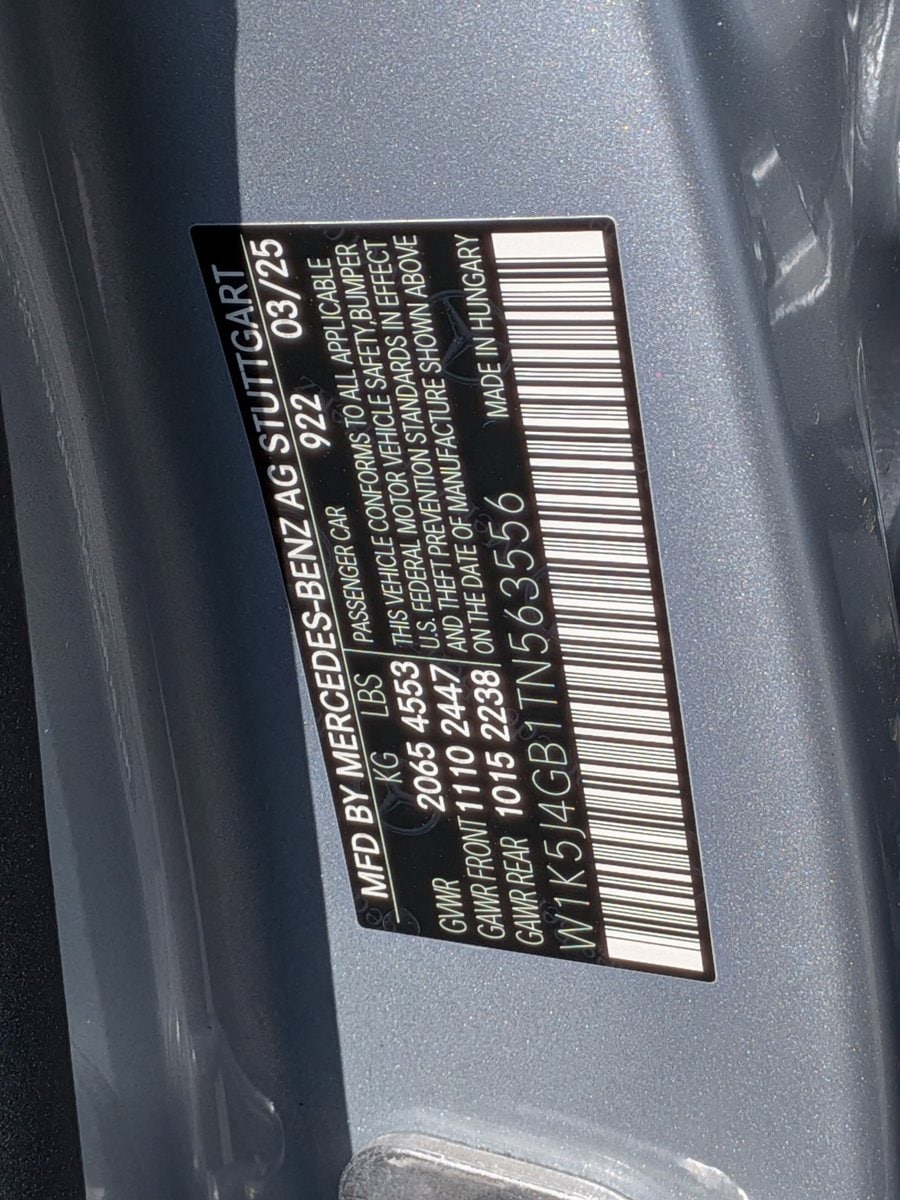 MFD BY MERCEDES-BENZ AG STUTTGART
922 03/25
KG LBS
PASSENGER CAR
GVWR 2065 4553
GAWR FRONT 1110 2447
GAWR REAR 1015 2238
THIS VEHICLE CONFORMS TO ALL APPLICABLE
U.S. FEDERAL MOTOR VEHICLE SAFETY,BUMPER,
AND THEFT PREVENTION STANDARDS IN EFFECT
ON THE DATE OF MANUFACTURE SHOWN ABOVE
MADE IN HUNGARY
W1K5J4GB1TN563556